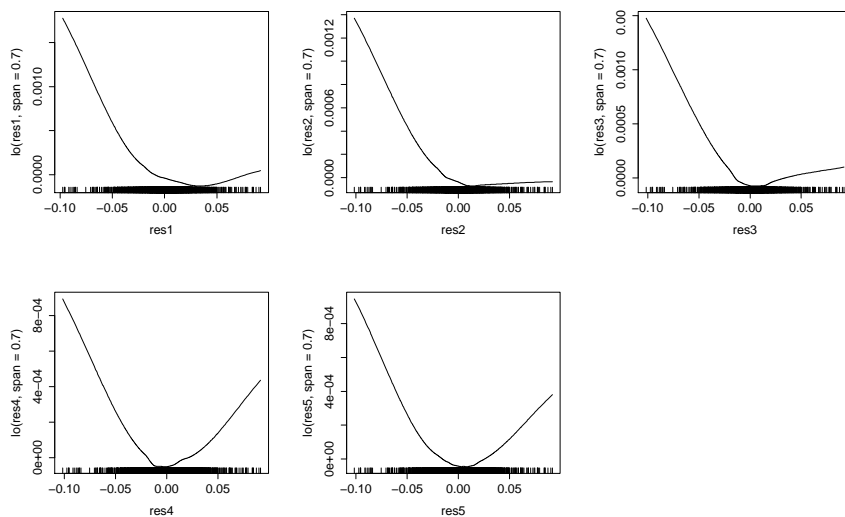 lo(res1, span = 0.7)
0.0000
0.0010
−0.10 −0.05 0.00 0.05
res1
lo(res2, span = 0.7)
0.0000
0.0006
0.0012
−0.10 −0.05 0.00 0.05
res2
lo(res3, span = 0.7)
0.0000
0.0005
0.0010
−0.10 −0.05 0.00 0.05
res3
lo(res4, span = 0.7)
0e+00
4e−04
8e−04
−0.10 −0.05 0.00 0.05
res4
lo(res5, span = 0.7)
0e+00
4e−04
8e−04
−0.10 −0.05 0.00 0.05
res5